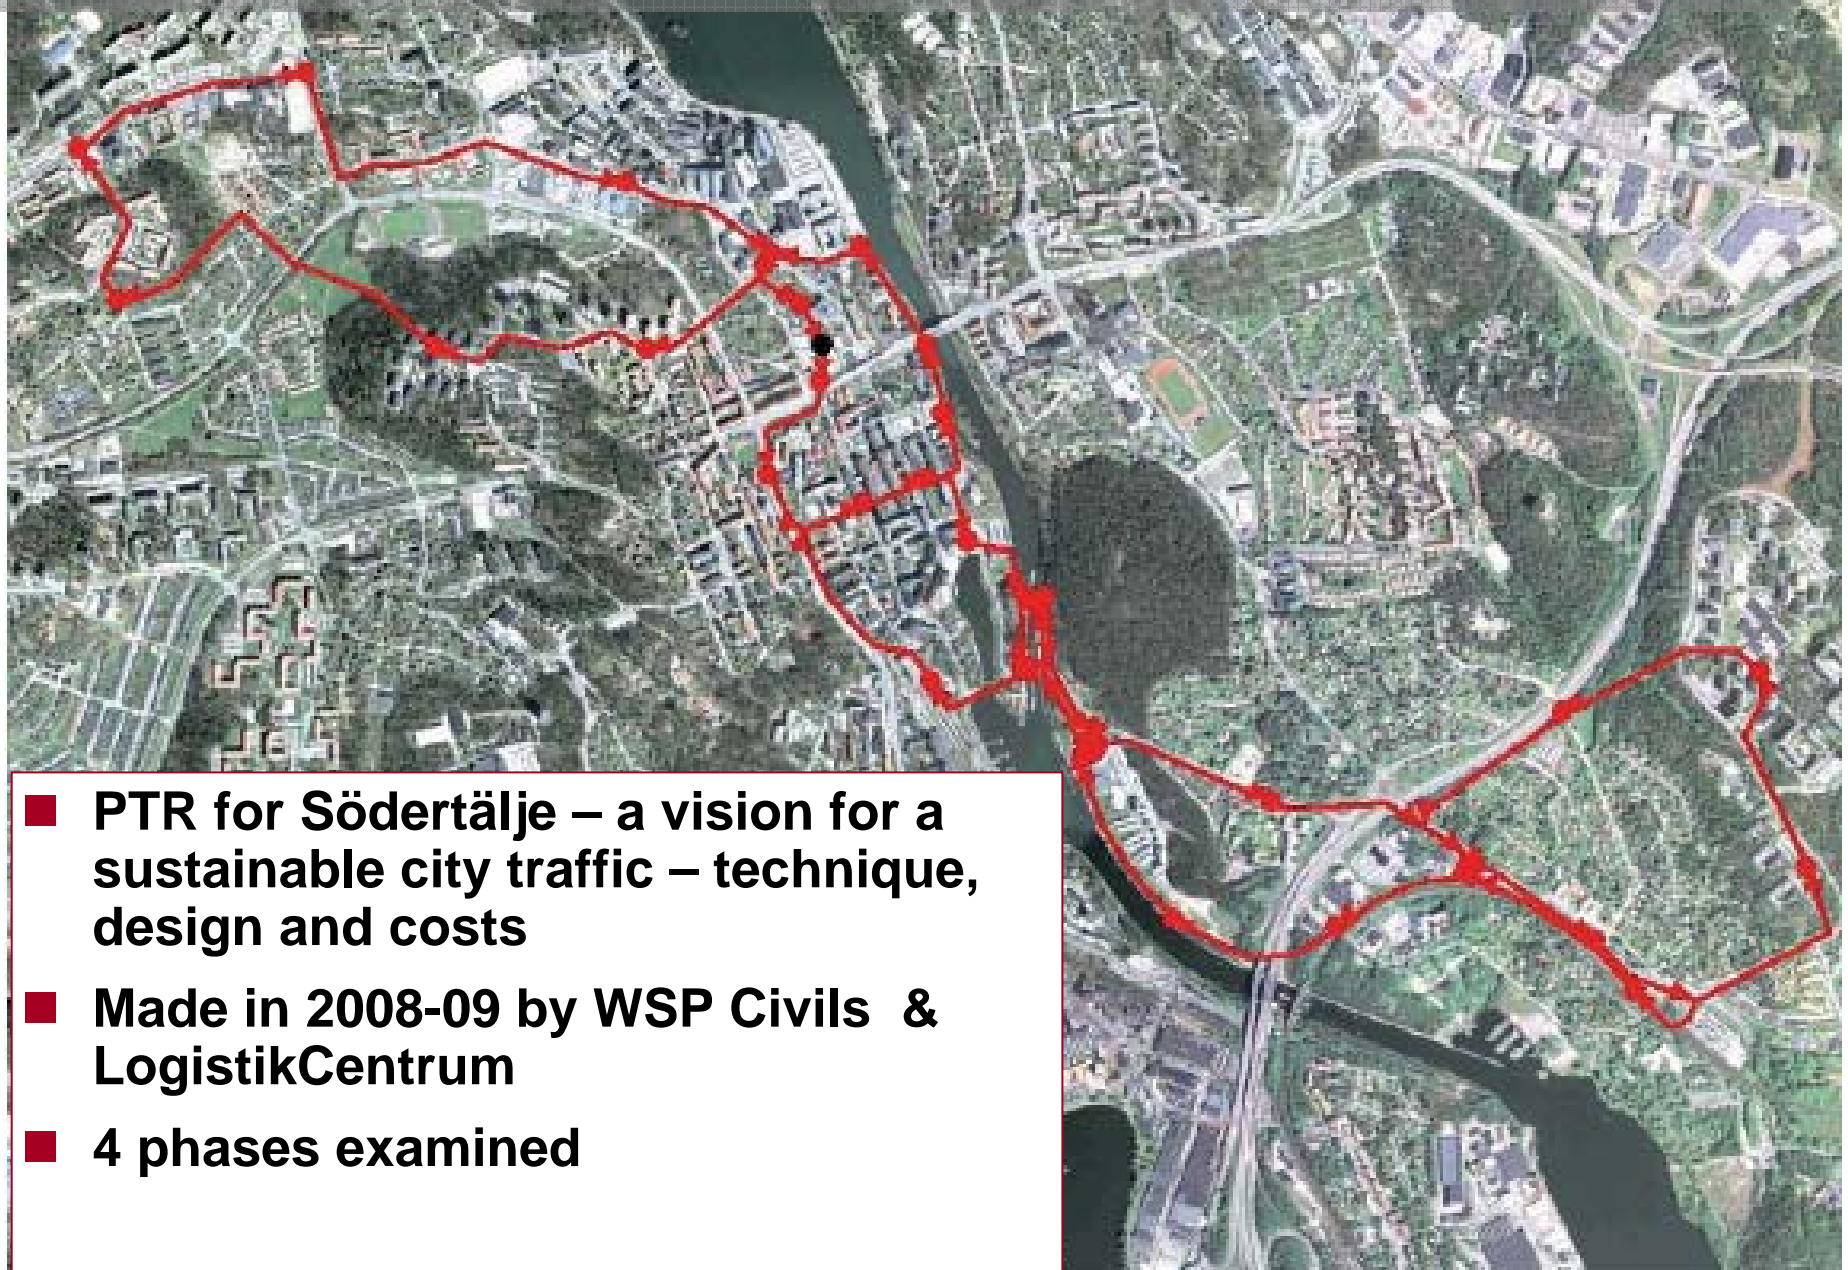 PTR for Södertälje – a vision for a
sustainable city traffic – technique,
design and costs
Made in 2008-09 by WSP Civils &
LogistikCentrum
4 phases examined